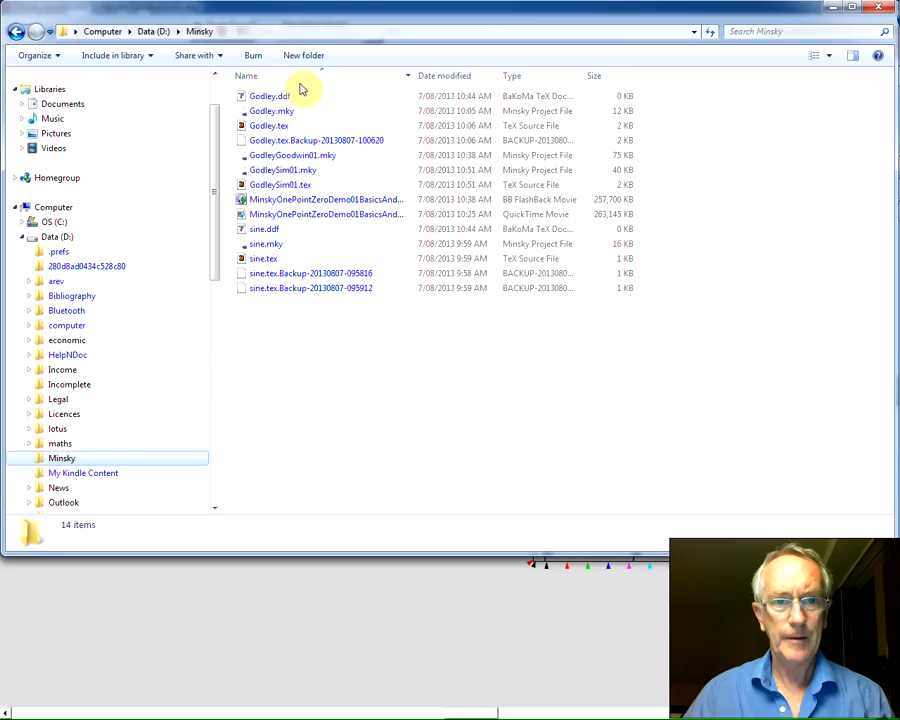 Computer Data (D:) Minsky
Search Minsky
Organize Include in library Share with Burn New folder
Name Date modified Type Size
Libraries
Documents
Music
Pictures
Videos
Homegroup
Computer
OS (C:)
Data (D:)
.prefs
280d8ad0434c528c80
arev
Bibliography
Bluetooth
computer
economic
HelpNDoc
Income
Incomplete
Legal
Licences
lotus
maths
Minsky
My Kindle Content
News
Outlook
Godley.ddf 7/08/2013 10:44 AM BaKoMa TeX Doc... 0 KB
Godley.mky 7/08/2013 10:05 AM Minsky Project File 12 KB
Godley.tex 7/08/2013 10:06 AM TeX Source File 2 KB
Godley.tex.Backup-20130807-100620 7/08/2013 10:06 AM BACKUP-2013080... 2 KB
GodleyGoodwin01.mky 7/08/2013 10:38 AM Minsky Project File 75 KB
GodleySim01.mky 7/08/2013 10:51 AM Minsky Project File 40 KB
GodleySim01.tex 7/08/2013 10:51 AM TeX Source File 2 KB
MinskyOnePointZeroDemo01BasicsAnd... 7/08/2013 10:38 AM BB FlashBack Movie 257,700 KB
MinskyOnePointZeroDemo01BasicsAnd... 7/08/2013 10:25 AM QuickTime Movie 263,145 KB
sine.ddf 7/08/2013 10:44 AM BaKoMa TeX Doc... 0 KB
sine.mky 7/08/2013 9:59 AM Minsky Project File 16 KB
sine.tex 7/08/2013 9:59 AM TeX Source File 1 KB
sine.tex.Backup-20130807-095816 7/08/2013 9:58 AM BACKUP-2013080... 1 KB
sine.tex.Backup-20130807-095912 7/08/2013 9:59 AM BACKUP-2013080... 1 KB
14 items